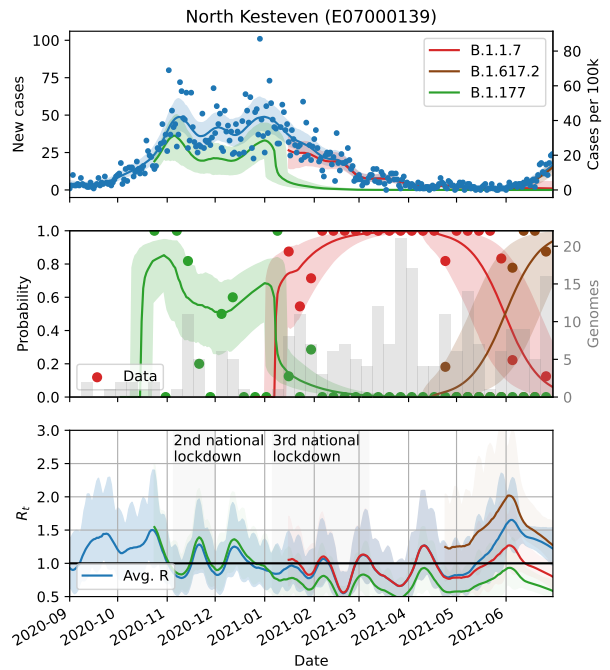 North Kesteven (E07000139)
100
75
50
25
0
New cases
80
60
40
20
0
Cases per 100k
B.1.1.7
B.1.617.2
B.1.177
1.0
0.8
0.6
0.4
0.2
0.0
Probability
20
15
10
5
0
Genomes
Data
3.0
2.5
2.0
1.5
1.0
0.5
Rt
2nd national
lockdown
3rd national
lockdown
Avg. R
2020-09
2020-10
2020-11
2020-12
2021-01
2021-02
2021-03
2021-04
2021-05
2021-06
Date